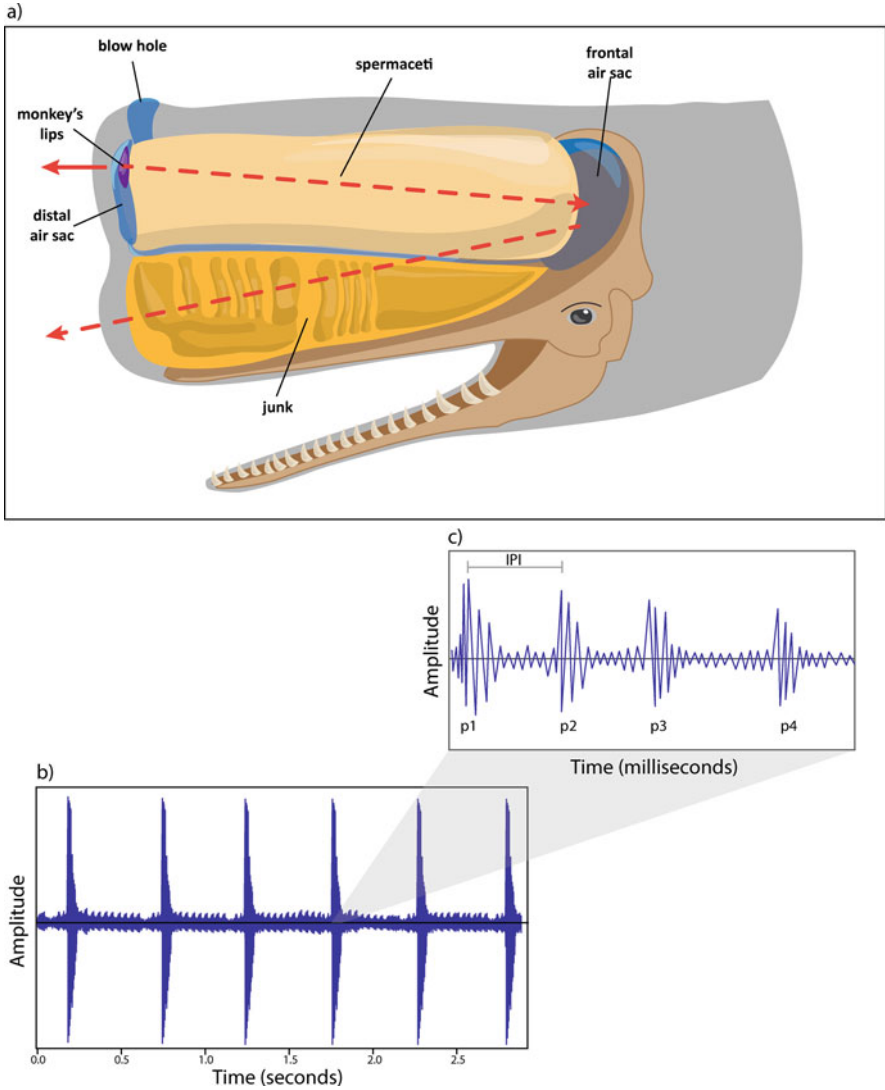 a)
blow hole
spermaceti
frontal
air sac
monkey's
lips
distal
air sac
junk
c)
IPI
Amplitude
p1 p2 p3 p4
Time (milliseconds)
b)
Amplitude
0.0 0.5 1.0 1.5 2.0 2.5
Time (seconds)